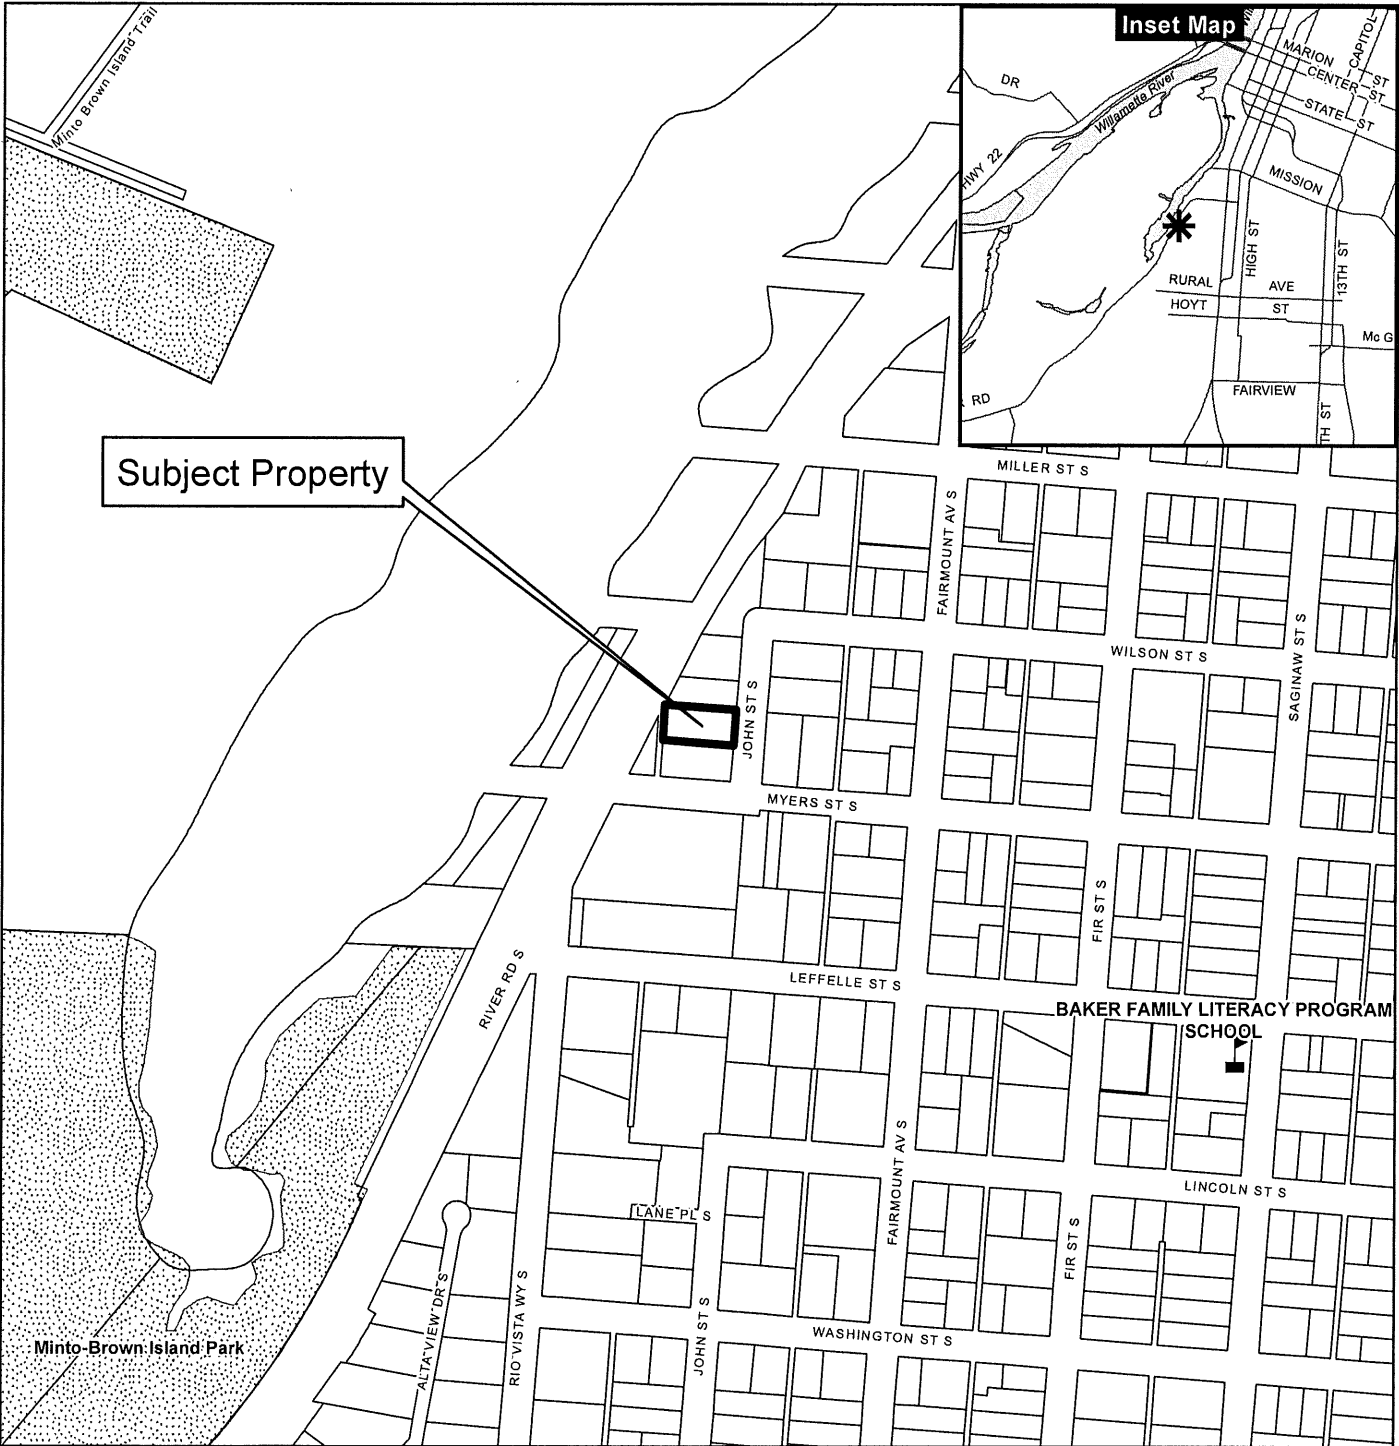 Minto Brown Island Trail
Inset Map
DR
Willamette River
HWY 22
MARION
ST
CENTER ST
STATE ST
CAPITOL
MISSION
HIGH ST
13TH ST
RURAL AVE
HOYT ST
Mc G
FAIRVIEW
TH ST
RD
Subject Property
MILLER ST S
FAIRMOUNT AV S
WILSON ST S
SAGINAW ST S
JOHN ST S
MYERS ST S
FIR ST S
RIVER RD S
LEFFELLE ST S
BAKER FAMILY LITERACY PROGRAM
SCHOOL
FAIRMOUNT AV S
LINCOLN ST S
LANE PL S
FIR ST S
ALTA VIEW DR S
RIO VISTA WY S
JOHN ST S
WASHINGTON ST S
Minto-Brown Island Park